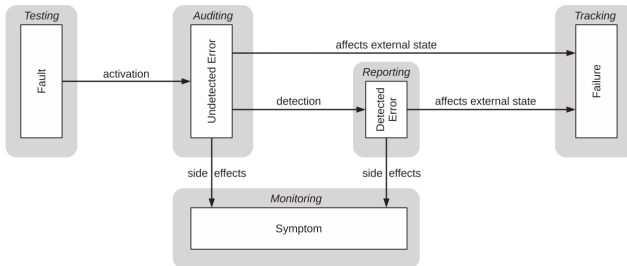 Testing
Auditing
Tracking
Fault
activation
Undetected Error
affects external state
Reporting
detection
Detected
Error
affects external state
Failure
side effects
side effects
Monitoring
Symptom